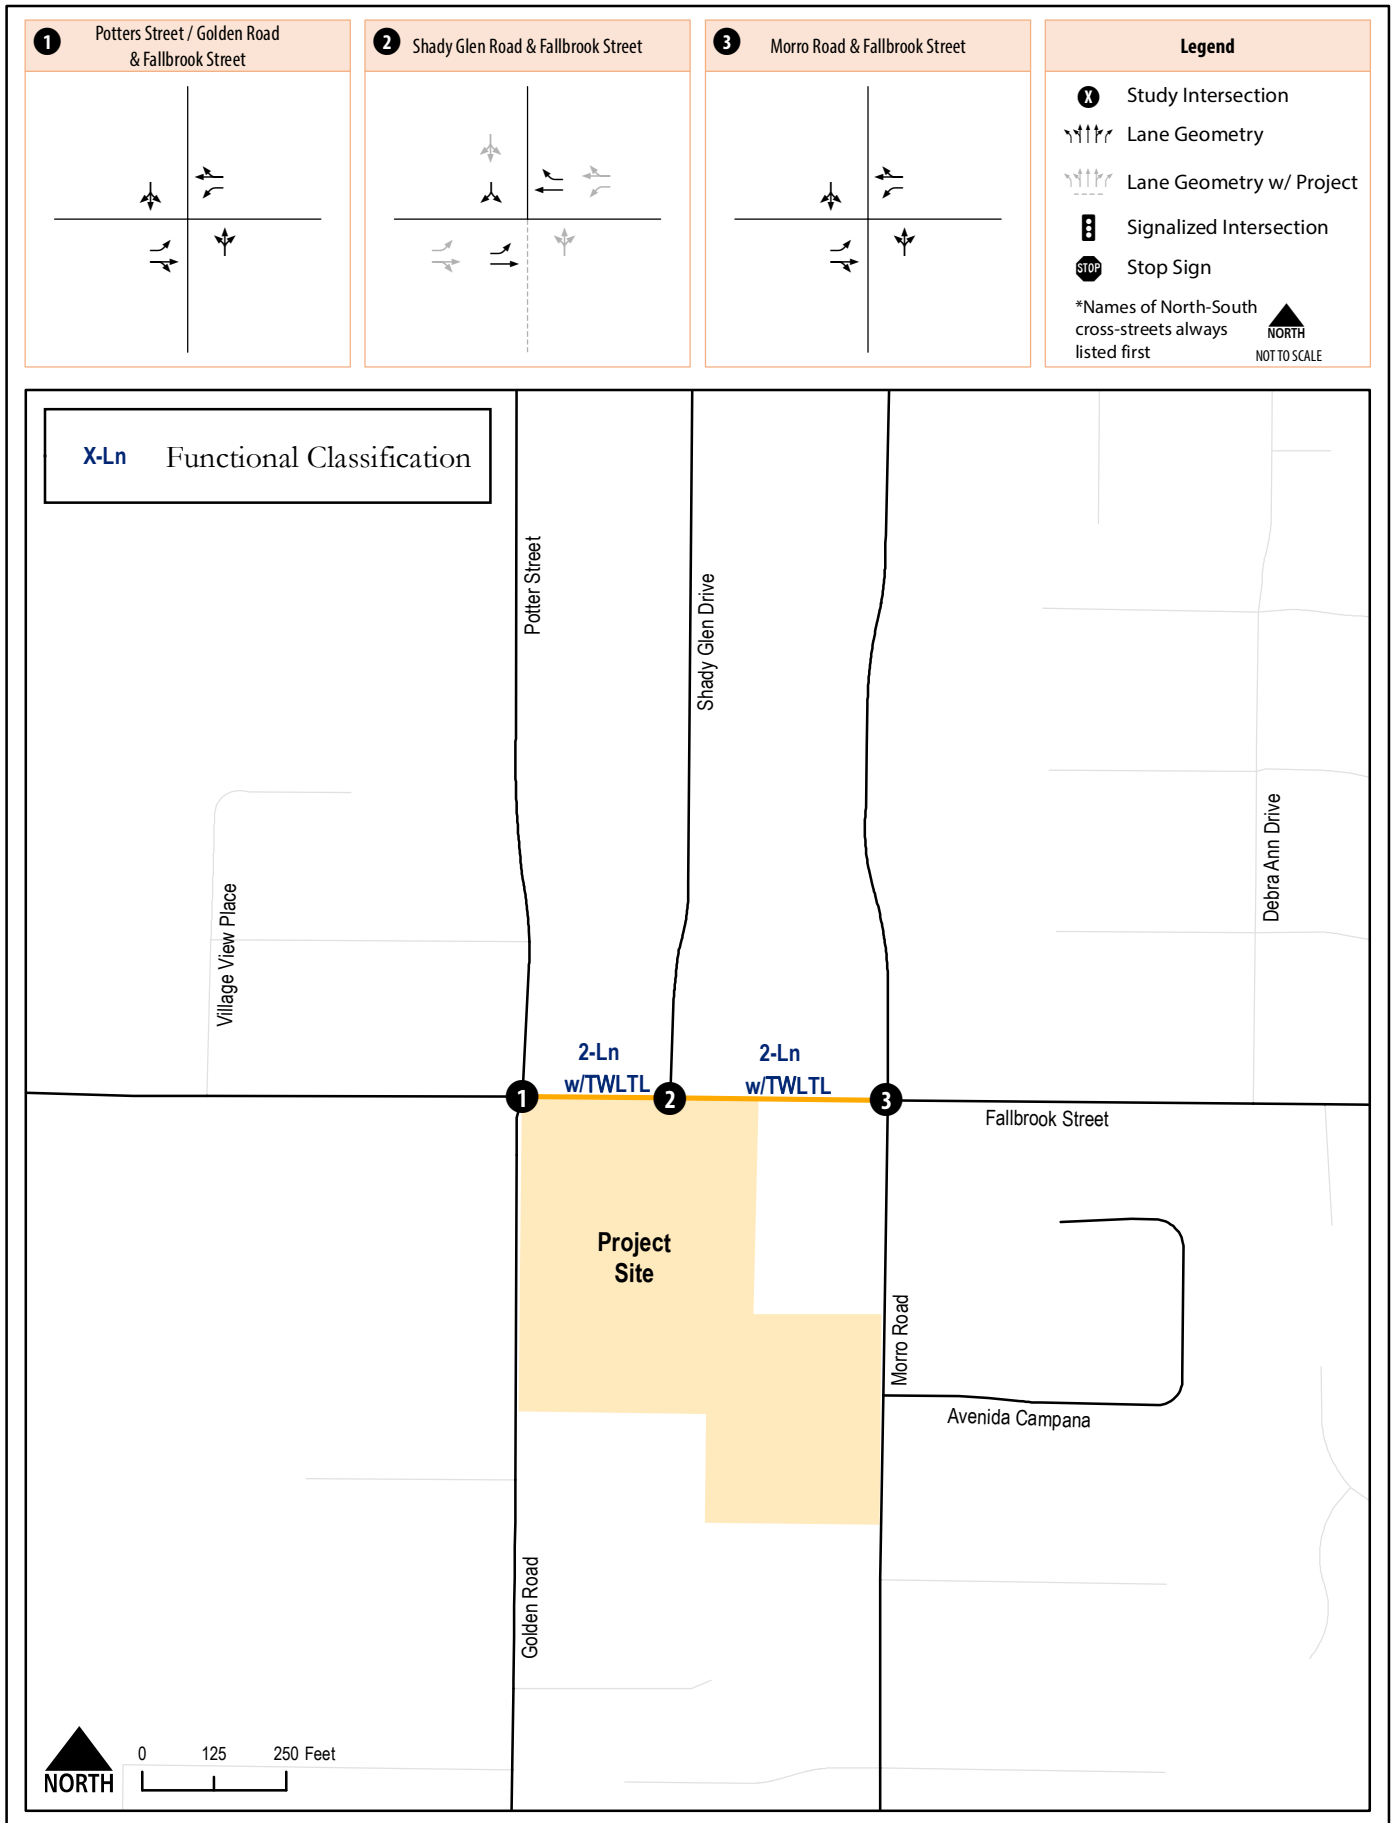 1
Potters Street / Golden Road
& Fallbrook Street
2
Shady Glen Road & Fallbrook Street
3
Morro Road & Fallbrook Street
Legend
X
Study Intersection
Lane Geometry
Lane Geometry w/ Project
Signalized Intersection
STOP
Stop Sign
*Names of North-South
cross-streets always
listed first
NORTH
NOT TO SCALE
X-Ln
Functional Classification
Potter Street
Shady Glen Drive
Debra Ann Drive
Village View Place
2-Ln
w/TWLTL
2-Ln
w/TWLTL
1
2
3
Fallbrook Street
Project
Site
Morro Road
Avenida Campana
Golden Road
NORTH
0
125
250 Feet